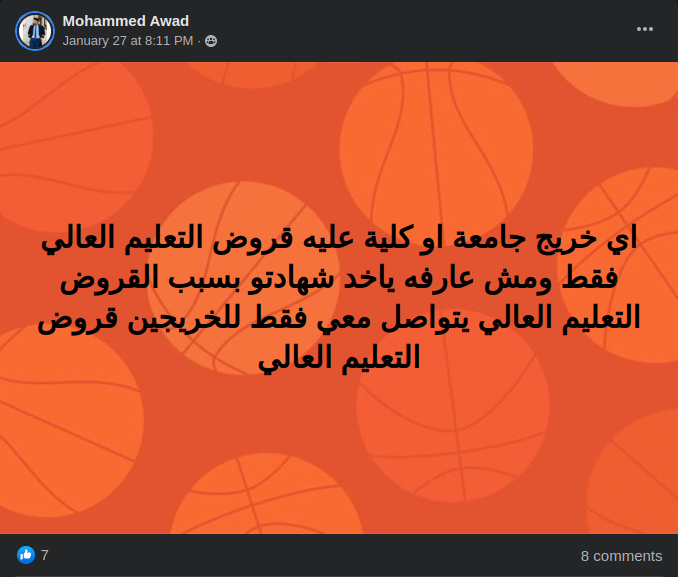 Mohammed Awad
January 27 at 8:11 PM ·
اي خريج جامعة او كلية عليه قروض التعليم العالي
فقط ومش عارفه ياخد شهادتو بسبب القروض
التعليم العالي يتواصل معي فقط للخريجين قروض
التعليم العالي
7
8 comments